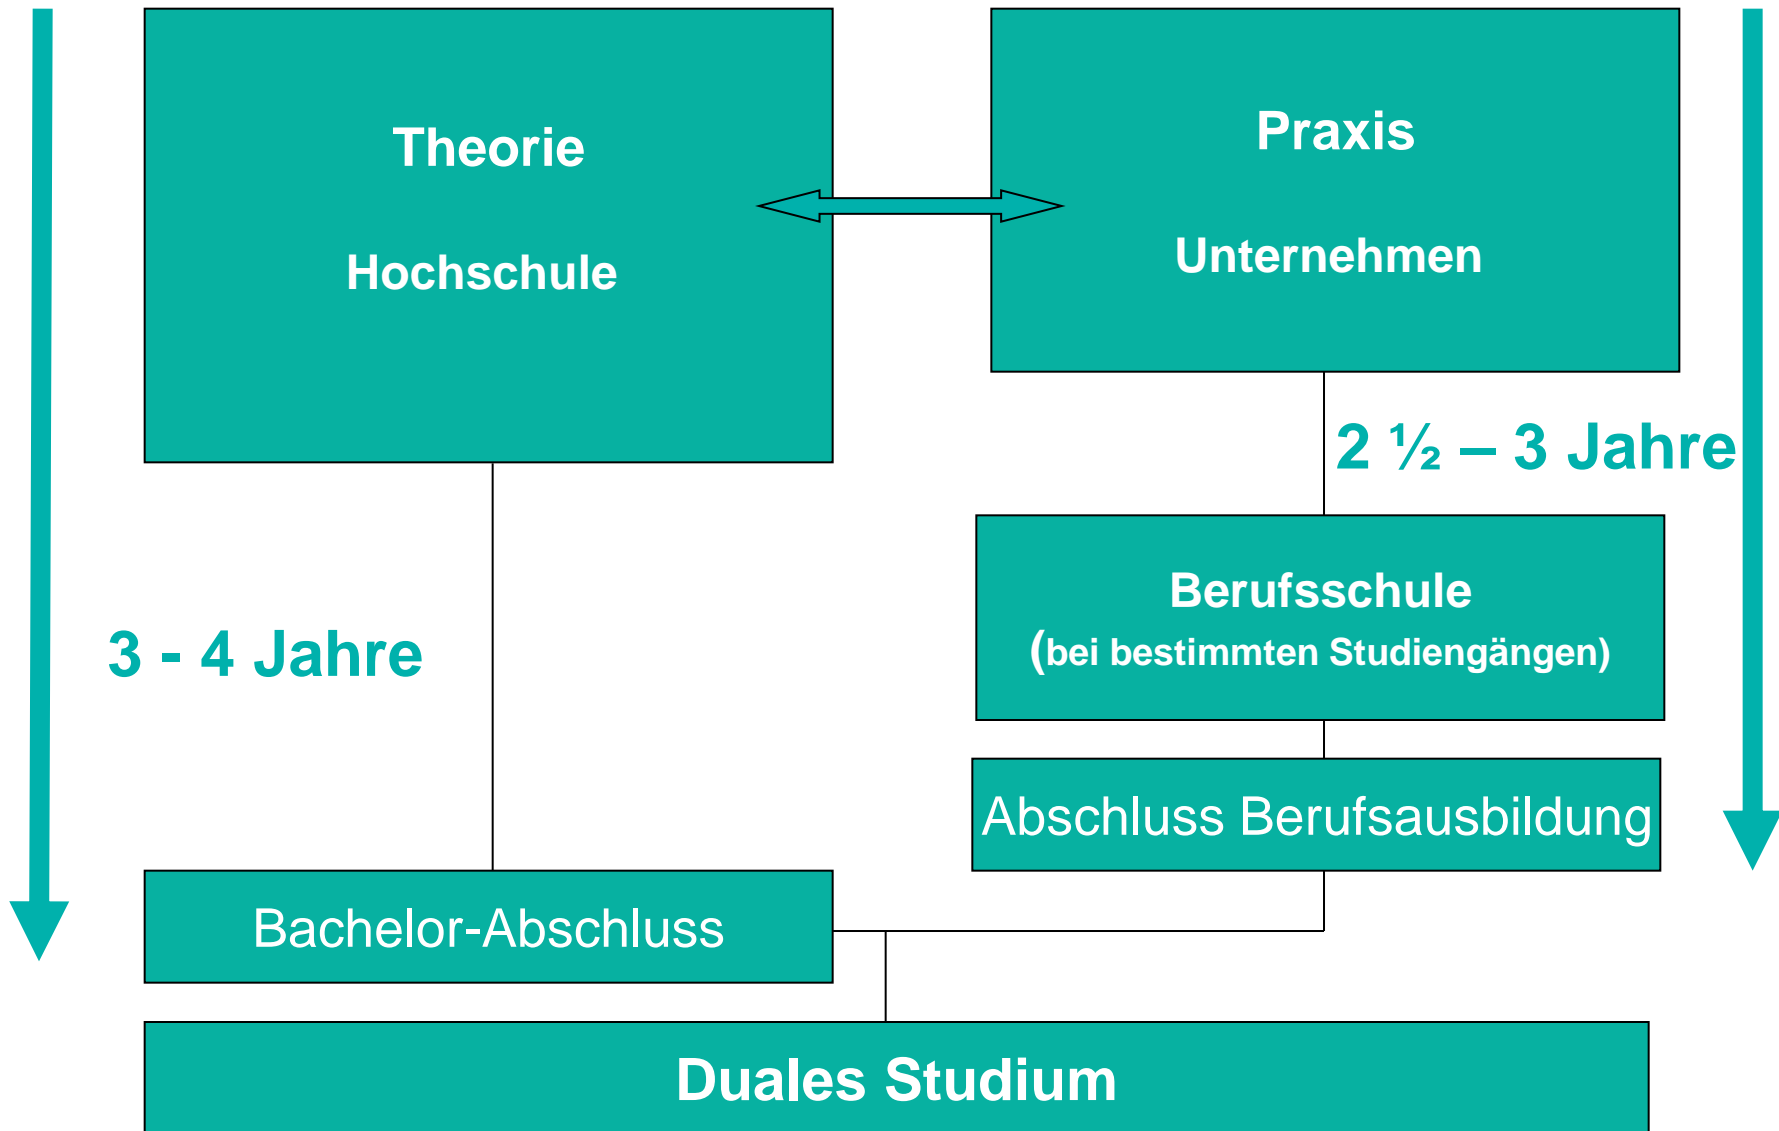 Theorie
Hochschule
Praxis
Unternehmen
2 ½ – 3 Jahre
Berufsschule
(bei bestimmten Studiengängen)
3 - 4 Jahre
Abschluss Berufsausbildung
Bachelor-Abschluss
Duales Studium